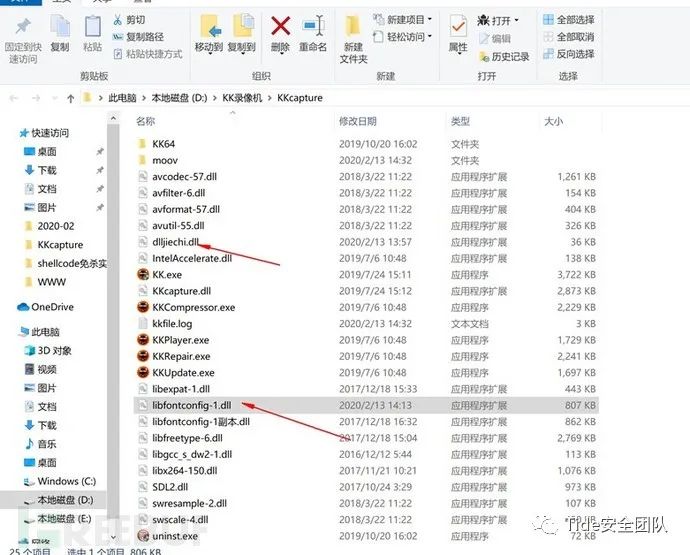 文件
主页
共享
查看
固定到快速访问
复制
粘贴
剪切
复制路径
粘贴快捷方式
剪贴板
移动到
复制到
删除
重命名
组织
新建文件夹
新建项目
轻松访问
新建
属性
打开
编辑
历史记录
打开
全部选择
全部取消
反向选择
选择
此电脑 › 本地磁盘 (D:) › KK录像机 › KKcapture
快速访问
桌面
下载
文档
图片
2020-02
KKcapture
shellcode免杀实
WWW
OneDrive
此电脑
3D 对象
视频
图片
文档
下载
音乐
桌面
Windows (C:)
本地磁盘 (D:)
本地磁盘 (E:)
网络
名称 修改日期 类型 大小
KK64 2019/10/20 16:02 文件夹
moov 2020/2/13 14:32 文件夹
avcodec-57.dll 2018/3/22 11:22 应用程序扩展 1,261 KB
avfilter-6.dll 2018/3/22 11:22 应用程序扩展 154 KB
avformat-57.dll 2018/3/22 11:22 应用程序扩展 404 KB
avutil-55.dll 2018/3/22 11:22 应用程序扩展 326 KB
dlljiechi.dll 2020/2/13 13:57 应用程序扩展 36 KB
IntelAccelerate.dll 2019/7/6 10:48 应用程序扩展 138 KB
KK.exe 2019/7/24 15:11 应用程序 3,722 KB
KKcapture.dll 2019/7/24 15:12 应用程序扩展 2,873 KB
KKCompressor.exe 2019/7/6 10:48 应用程序 2,229 KB
kkfile.log 2020/2/13 14:32 文本文档 3 KB
KKPlayer.exe 2019/7/6 10:48 应用程序 1,729 KB
KKRepair.exe 2019/7/6 10:48 应用程序 2,241 KB
KKUpdate.exe 2019/7/6 10:48 应用程序 1,697 KB
libexpat-1.dll 2017/12/18 15:33 应用程序扩展 443 KB
libfontconfig-1.dll 2020/2/13 14:13 应用程序扩展 807 KB
libfontconfig-1副本.dll 2017/12/18 16:32 应用程序扩展 862 KB
libfreetype-6.dll 2017/12/18 15:04 应用程序扩展 2,769 KB
libgcc_s_dw2-1.dll 2016/12/12 5:44 应用程序扩展 113 KB
libx264-150.dll 2017/11/21 10:21 应用程序扩展 1,076 KB
SDL2.dll 2017/10/24 3:29 应用程序扩展 973 KB
swresample-2.dll 2018/3/22 11:22 应用程序扩展 107 KB
swscale-4.dll 2018/3/22 11:22 应用程序扩展
uninst.exe 2019/10/20 16:02 应用程序 72 KB
25 个项目 选中 1 个项目 806 KB
REEBUF
Tide安全团队